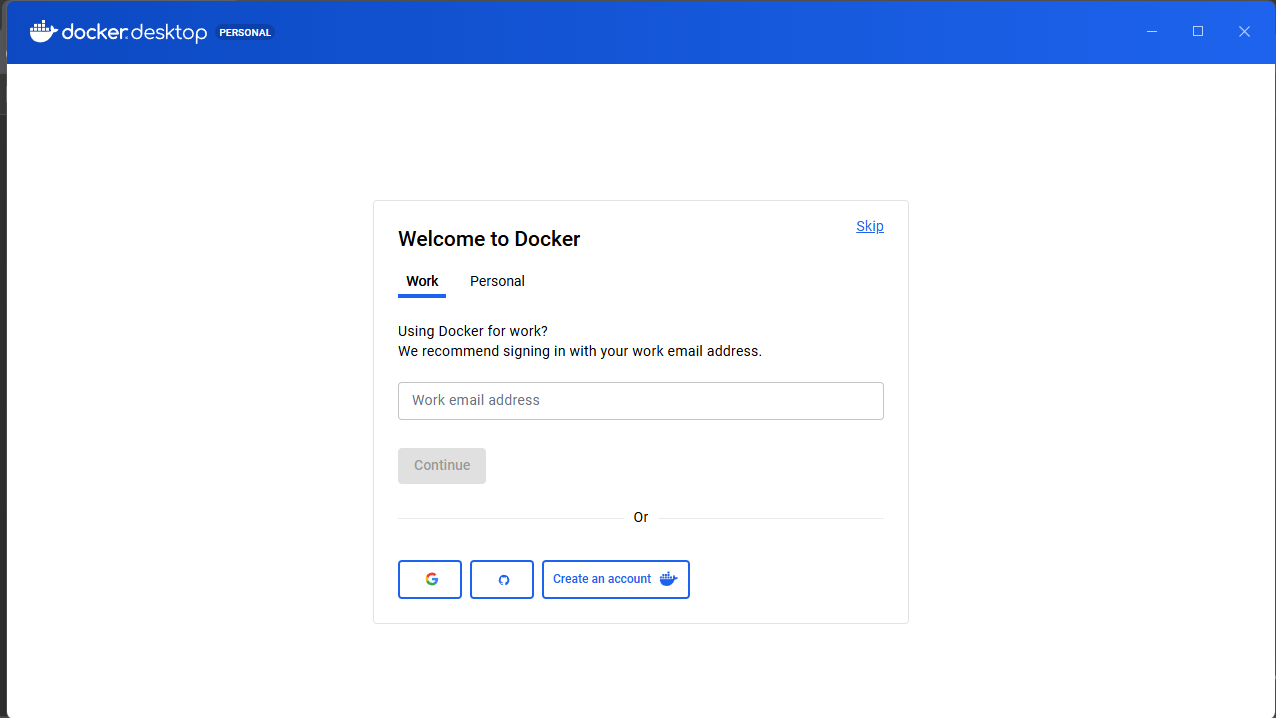 docker desktop PERSONAL
Welcome to Docker
Skip
Work Personal
Using Docker for work?
We recommend signing in with your work email address.
Work email address
Continue
Or
Create an account